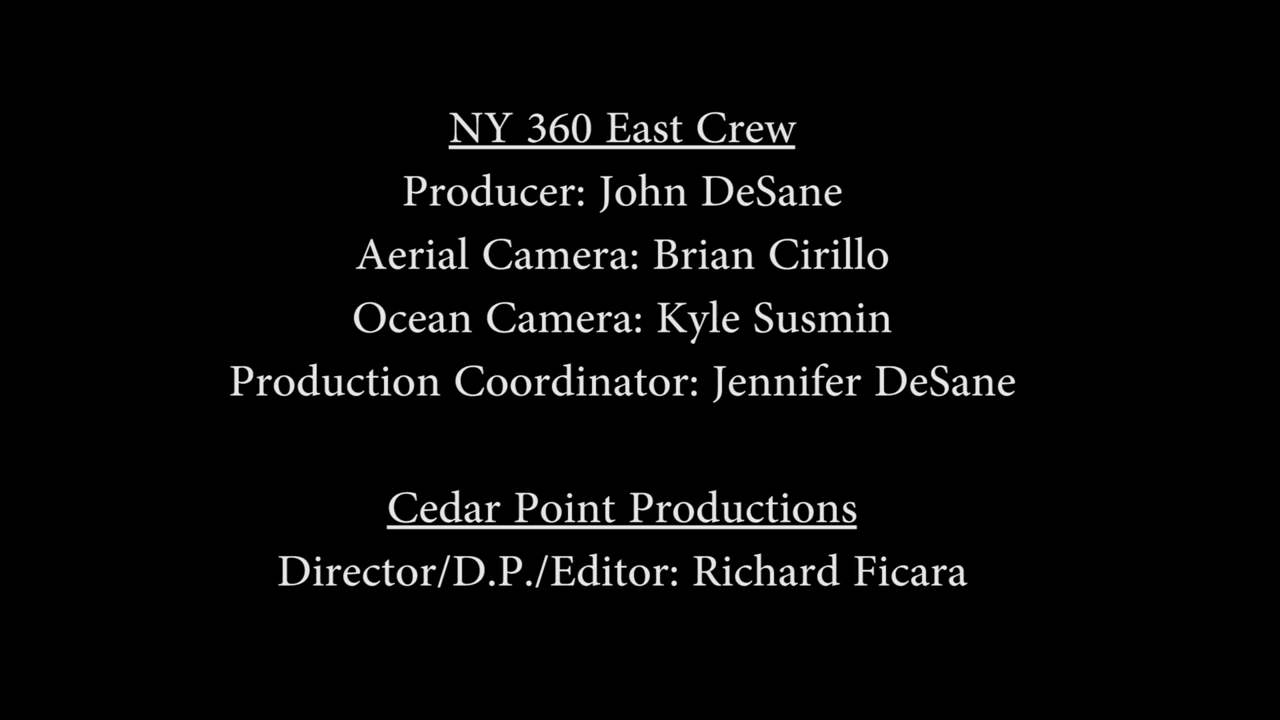 NY 360 East Crew
Producer: John DeSane
Aerial Camera: Brian Cirillo
Ocean Camera: Kyle Susmin
Production Coordinator: Jennifer DeSane
Cedar Point Productions
Director/D.P./Editor: Richard Ficara